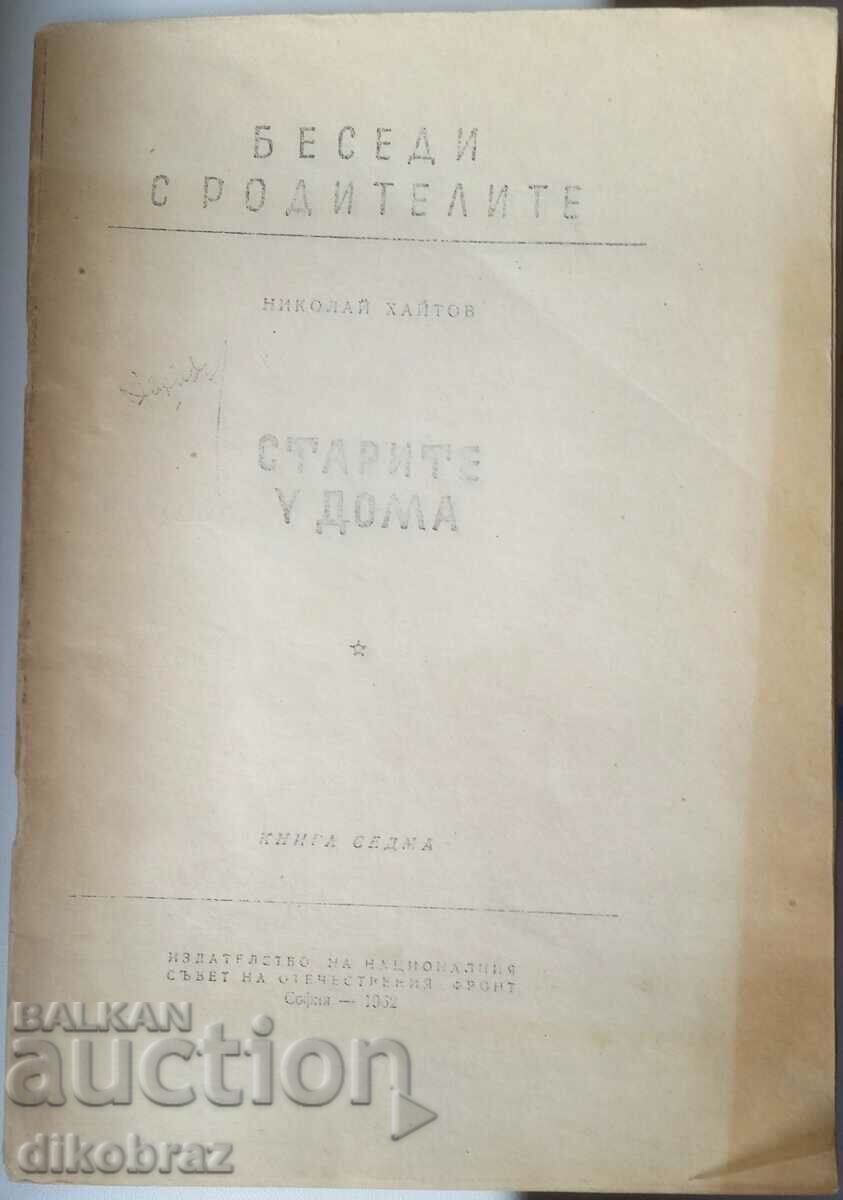 БЕСЕДИ
С РОДИТЕЛИТЕ
НИКОЛАЙ ХАЙТОВ
СТАРИТЕ
У ДОМА
КНИГА СЕДМА
ИЗДАТЕЛСТВО НА НАЦИОНАЛНИЯ
СЪВЕТ НА ОТЕЧЕСТВЕНИЯ ФРОНТ
София — 1962
BALKAN
auction
dikobraz